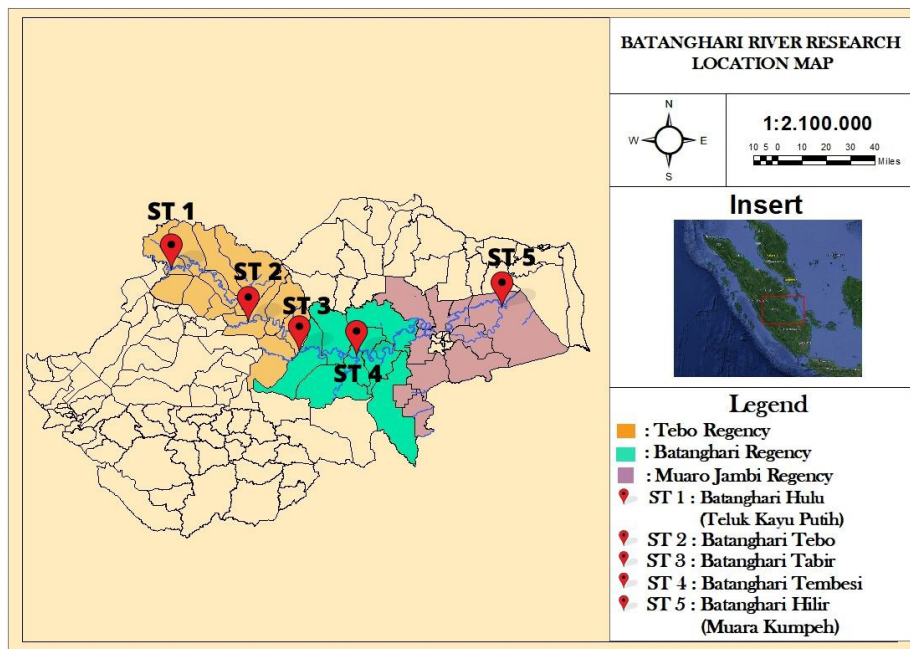 BATANGHARI RIVER RESEARCH
LOCATION MAP
N
W
E
S
1:2.100.000
10 5 0 10 20 30 40
Miles
Insert
ST 1
ST 2
ST 3
ST 4
ST 5
Legend
: Tebo Regency
: Batanghari Regency
: Muaro Jambi Regency
ST 1 : Batanghari Hulu
(Teluk Kayu Putih)
ST 2 : Batanghari Tebo
ST 3 : Batanghari Tabir
ST 4 : Batanghari Tembesi
ST 5 : Batanghari Hilir
(Muara Kumpeh)